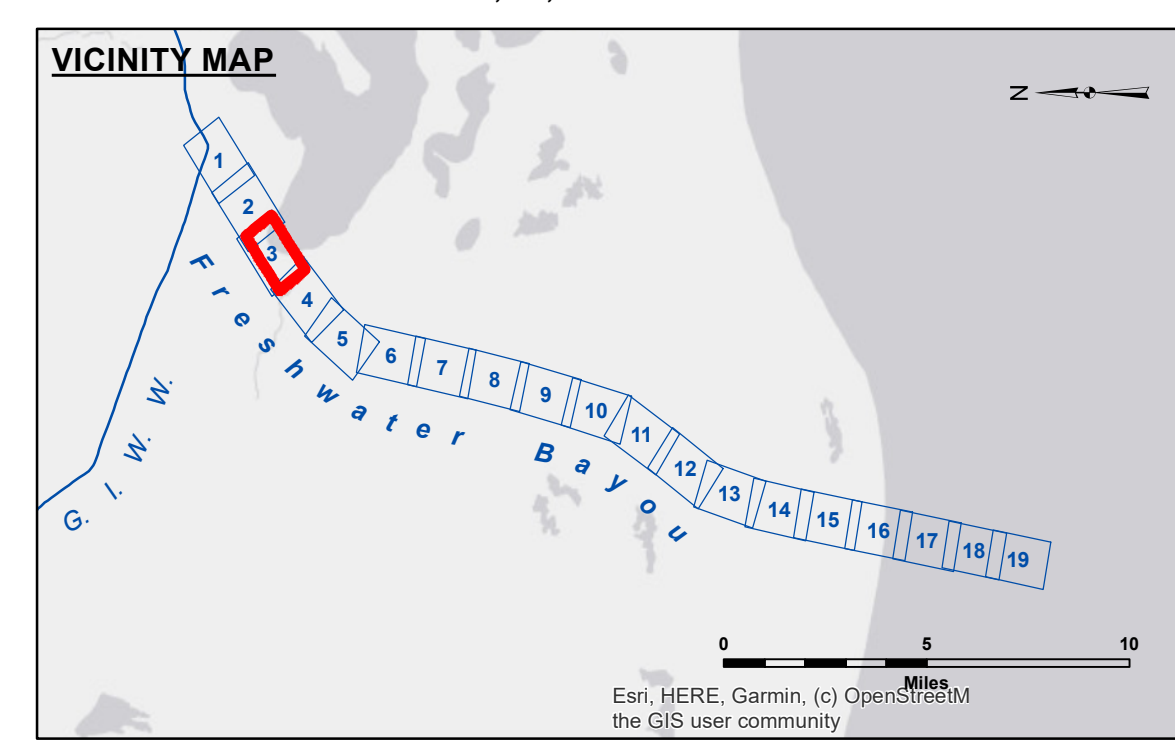 VICINITY MAP
N
1
2
3
4
5
6
7
8
9
10
11
12
13
14
15
16
17
18
19
Freshwater Bayou
G. I. W. W.
0 5 10
Miles
Esri, HERE, Garmin, (c) OpenStreetM
the GIS user community